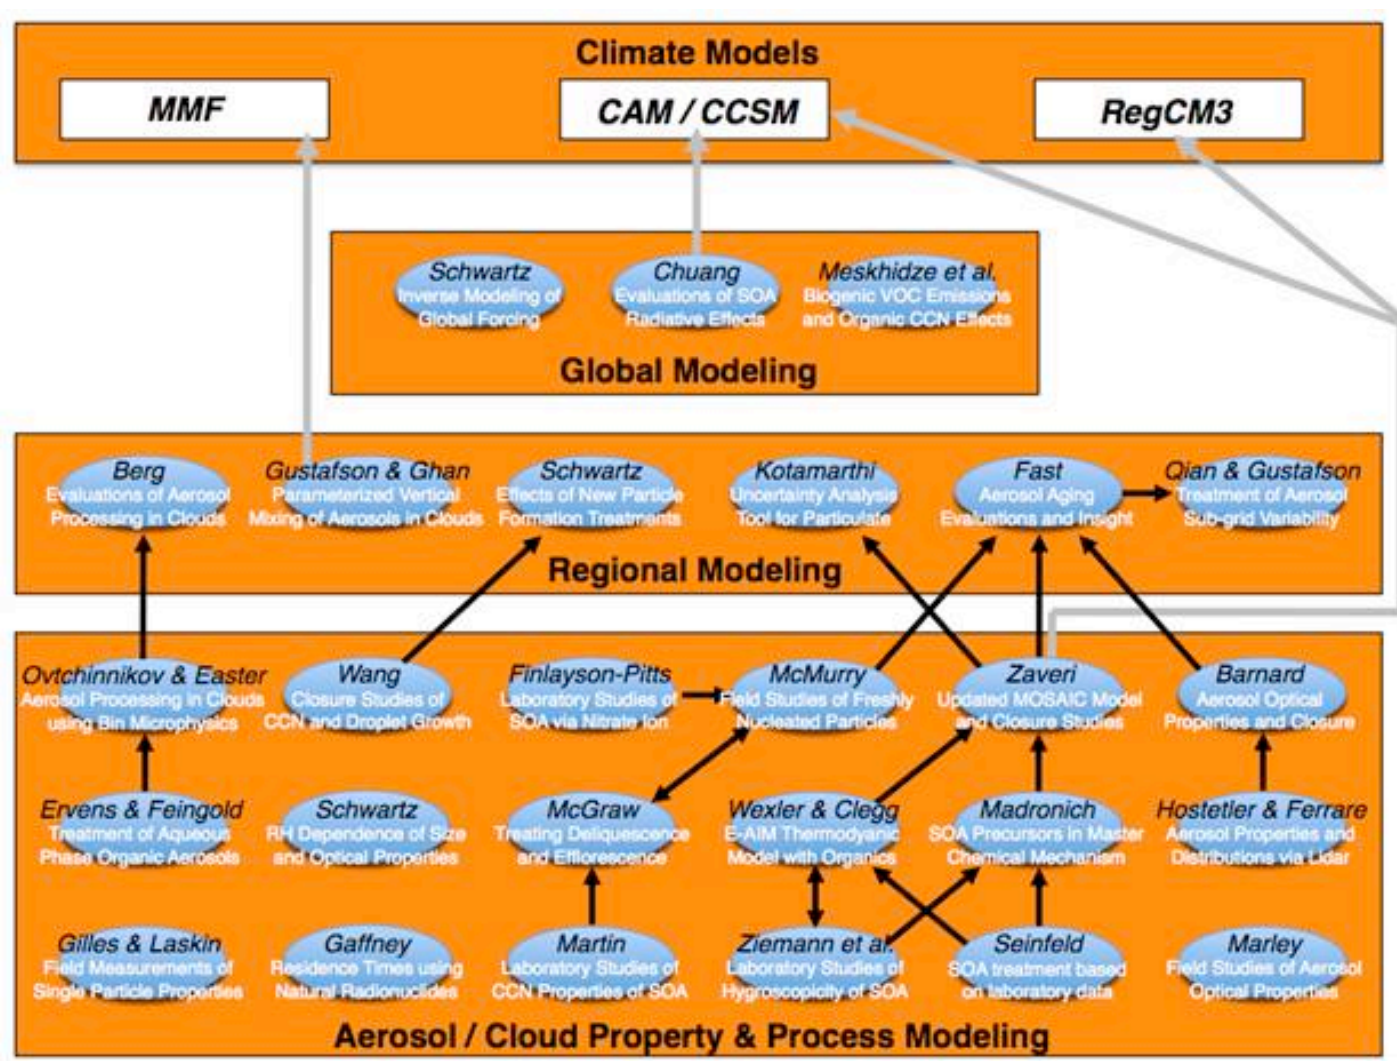 Climate Models
MMF
CAM / CCSM
RegCM3
Schwartz
Inverse Modeling of
Global Forcing
Chuang
Evaluations of SOA
Radiative Effects
Meskhidze et al.
Biogenic VOC Emissions
and Organic CCN Effects
Global Modeling
Berg
Evaluations of Aerosol
Processing in Clouds
Gustafson & Ghan
Parameterized Vertical
Mixing of Aerosols in Clouds
Schwartz
Effects of New Particle
Formation Treatments
Kotamarthi
Uncertainty Analysis
Tool for Particulate
Fast
Aerosol Aging
Evaluations and Insight
Qian & Gustafson
Treatment of Aerosol
Sub-grid Variability
Regional Modeling
Ovtchinnikov & Easter
Aerosol Processing in Clouds
using Bin Microphysics
Wang
Closure Studies of
CCN and Droplet Growth
Finlayson-Pitts
Laboratory Studies of
SOA via Nitrate Ion
McMurry
Field Studies of Freshly
Nucleated Particles
Zaveri
Updated MOSAIC Model
and Closure Studies
Barnard
Aerosol Optical
Properties and Closure
Ervens & Feingold
Treatment of Aqueous
Phase Organic Aerosols
Schwartz
RH Dependence of Size
and Optical Properties
McGraw
Treating Deliquescence
and Efflorescence
Wexler & Clegg
E-AIM Thermodyanic
Model with Organics
Madronich
SOA Precursors in Master
Chemical Mechanism
Hostetler & Ferrare
Aerosol Properties and
Distributions via Lidar
Gilles & Laskin
Field Measurements of
Single Particle Properties
Gaffney
Residence Times using
Natural Radionuclides
Martin
Laboratory Studies of
CCN Properties of SOA
Ziemann et al.
Laboratory Studies of
Hygroscopicity of SOA
Seinfeld
SOA treatment based
on laboratory data
Marley
Field Studies of Aerosol
Optical Properties
Aerosol / Cloud Property & Process Modeling